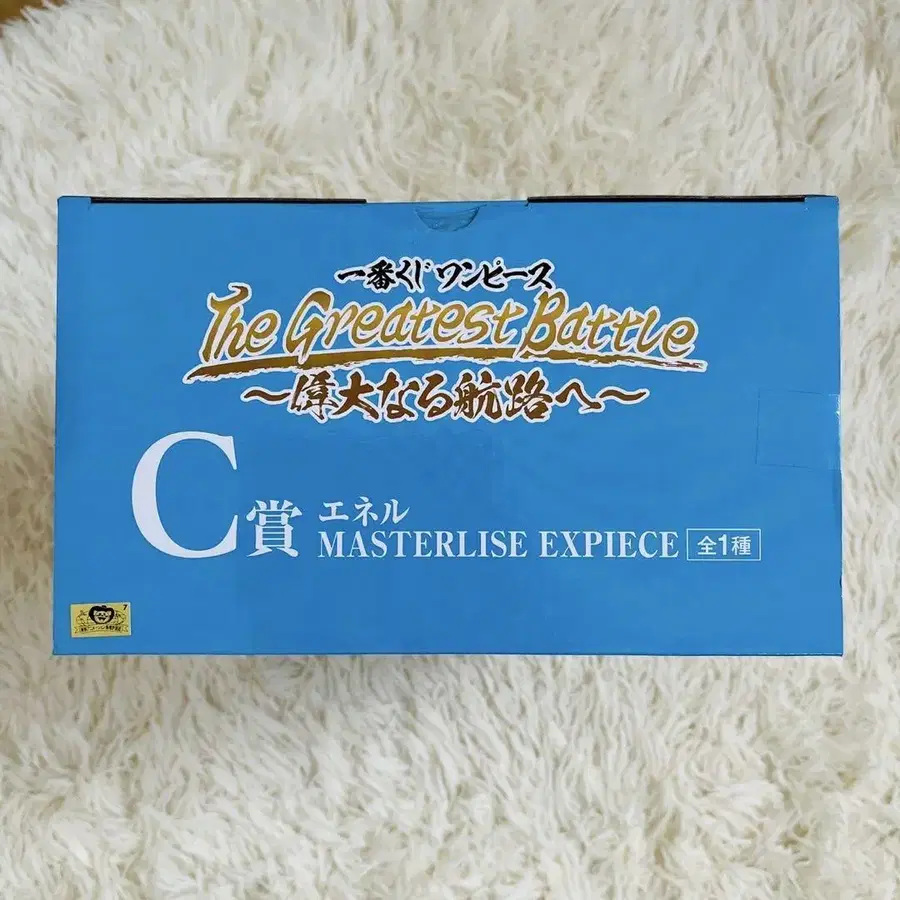 一番くじ ワンピース
The Greatest Battle
~偉大なる航路へ~
C賞
エネル
MASTERLISE EXPIECE 全1種
7